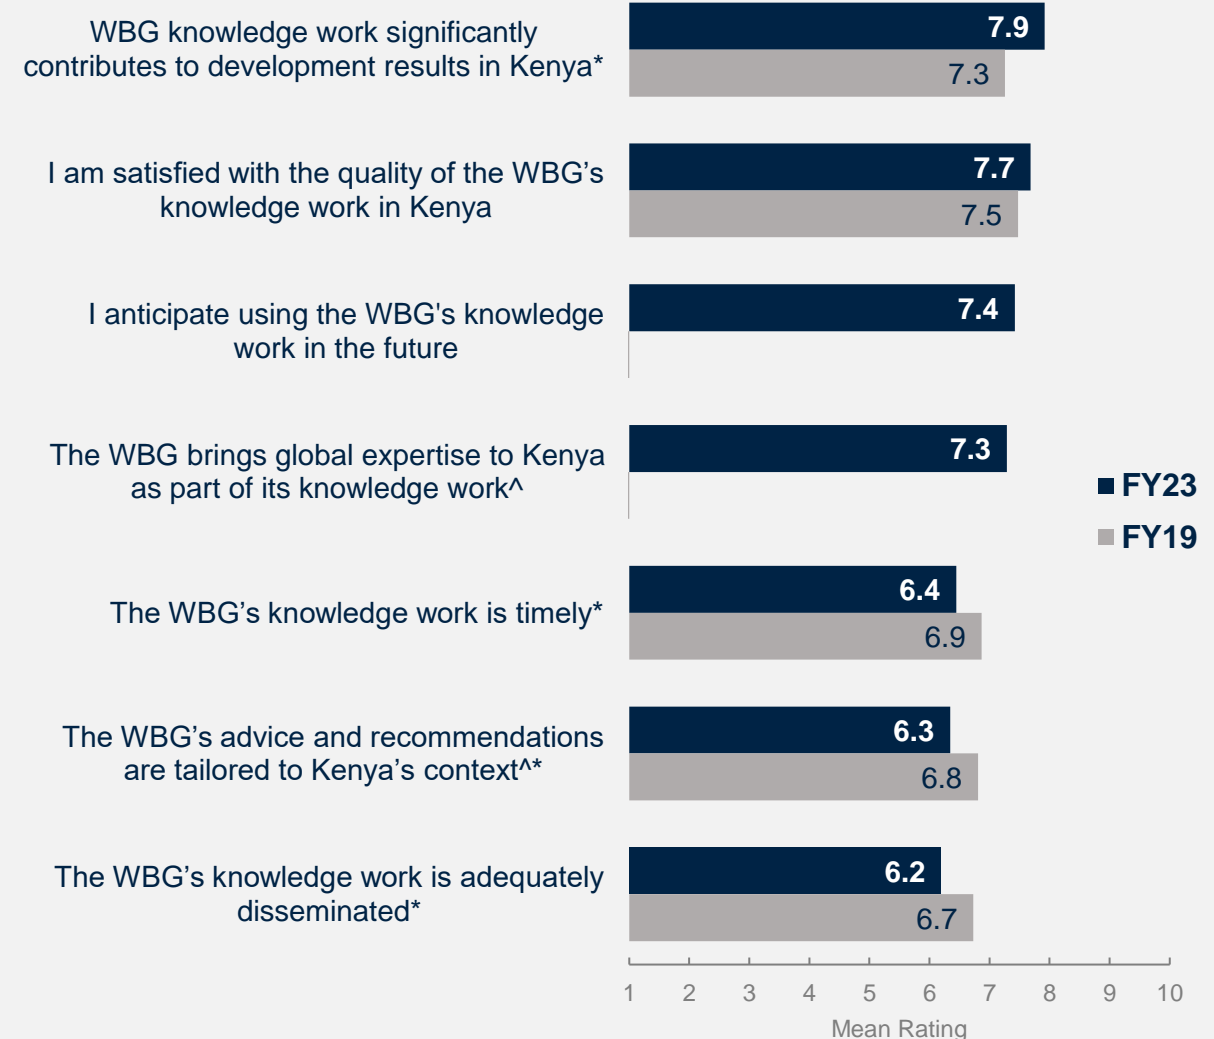 WBG knowledge work significantly
contributes to development results in Kenya*
7.9
7.3
I am satisfied with the quality of the WBG’s
knowledge work in Kenya
7.7
7.5
I anticipate using the WBG's knowledge
work in the future
7.4
The WBG brings global expertise to Kenya
as part of its knowledge work^
7.3
FY23
FY19
The WBG’s knowledge work is timely*
6.4
6.9
The WBG’s advice and recommendations
are tailored to Kenya’s context^*
6.3
6.8
The WBG’s knowledge work is adequately
disseminated*
6.2
6.7
1 2 3 4 5 6 7 8 9 10
Mean Rating